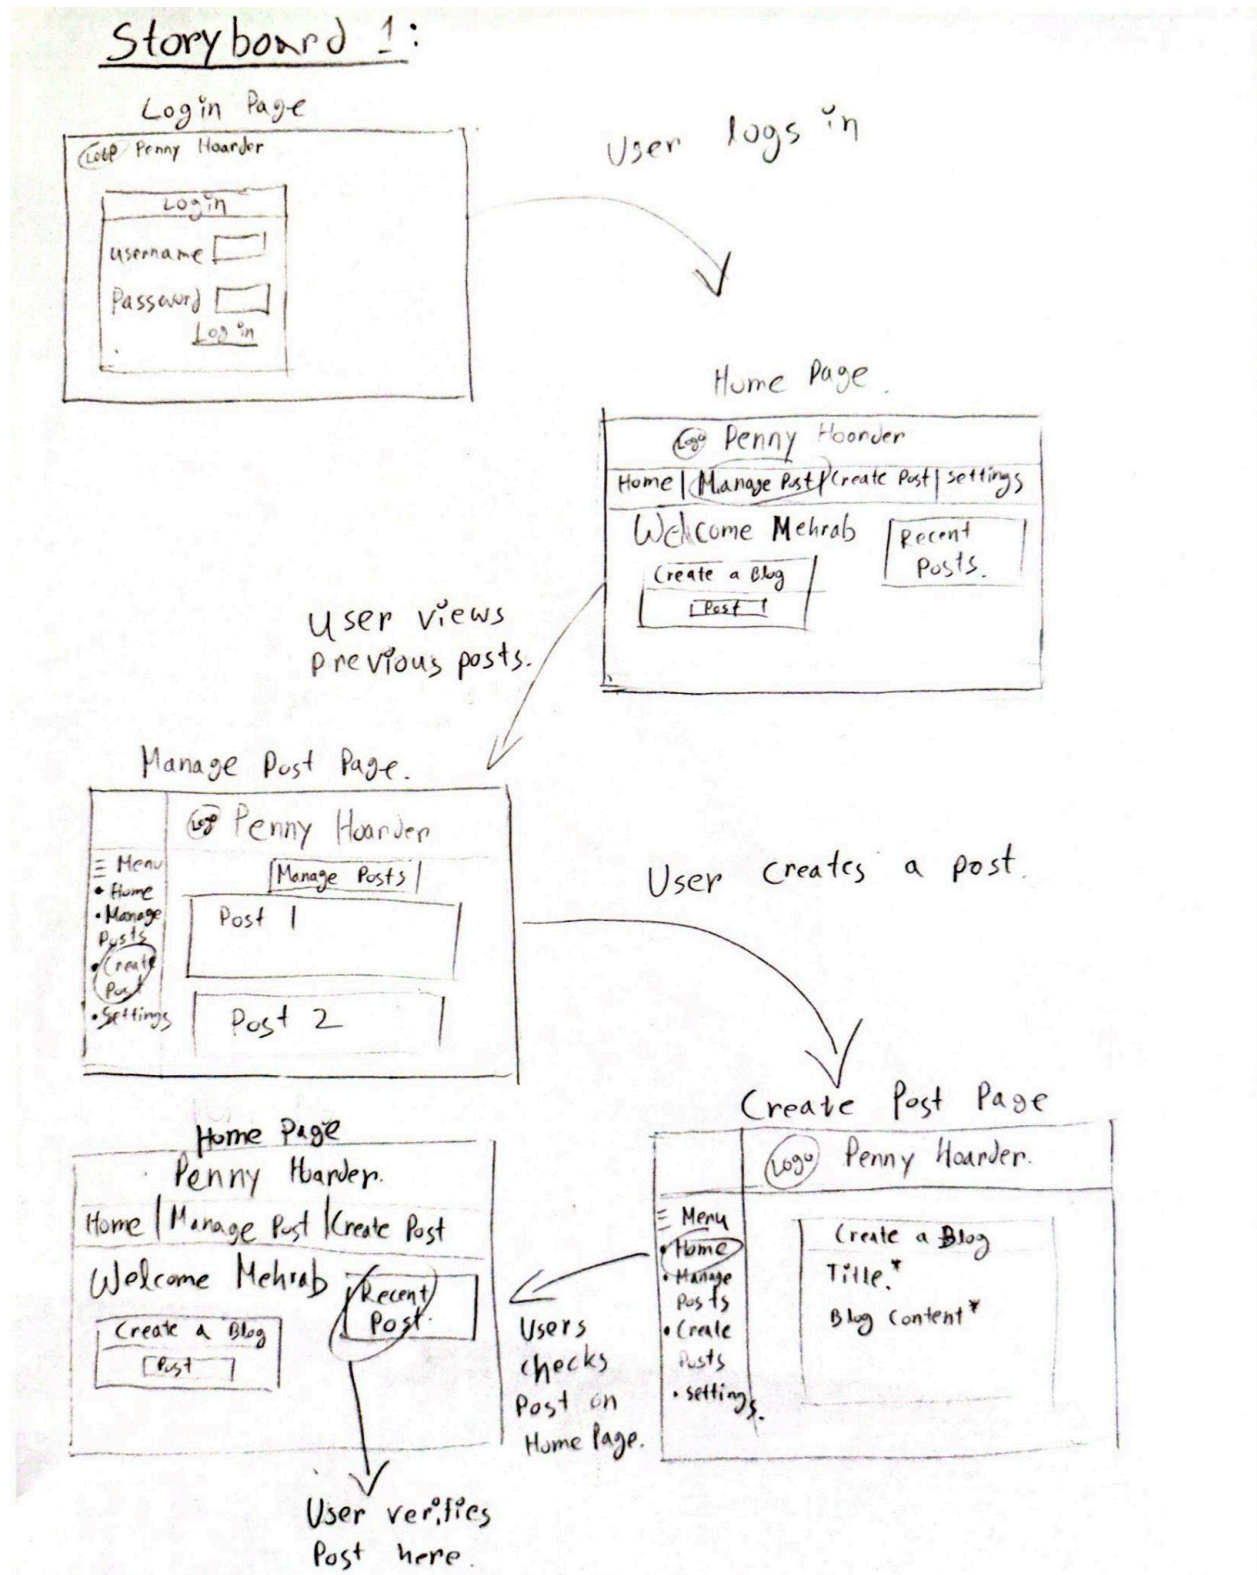 Storyboard 1:
Login Page
Logo Penny Hoarder
Login
username
Password
Log in
User logs in
Home Page.
Logo Penny Hoarder
Home | Manage Post | Create Post | settings
Welcome Mehrab
Recent
Posts.
Create a Blog
Post
User views
previous posts.
Manage Post Page.
Logo Penny Hoarder
Menu
• Home
• Manage
Posts
• Create
Post
• Settings
Manage Posts
Post 1
Post 2
User creates a post.
Create Post Page
Logo Penny Hoarder.
Menu
• Home
• Manage
Posts
• Create
Posts
• settings.
Create a Blog
Title.*
Blog Content*
Users
checks
Post on
Home Page.
Home Page
Penny Hoarder.
Home | Manage Post | Create Post
Welcome Mehrab
Recent
Post.
Create a Blog
Post
User verifies
Post here.